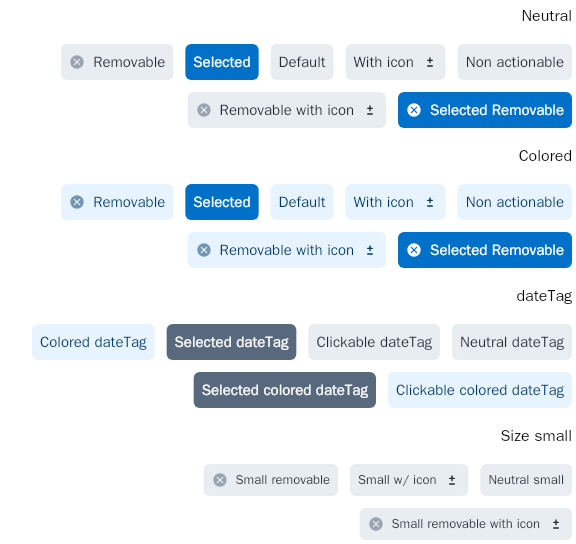 Neutral
Removable Selected Default With icon ± Non actionable
Removable with icon ± Selected Removable
Colored
Removable Selected Default With icon ± Non actionable
Removable with icon ± Selected Removable
dateTag
Colored dateTag Selected dateTag Clickable dateTag Neutral dateTag
Selected colored dateTag Clickable colored dateTag
Size small
Small removable Small w/ icon ± Neutral small
Small removable with icon ±